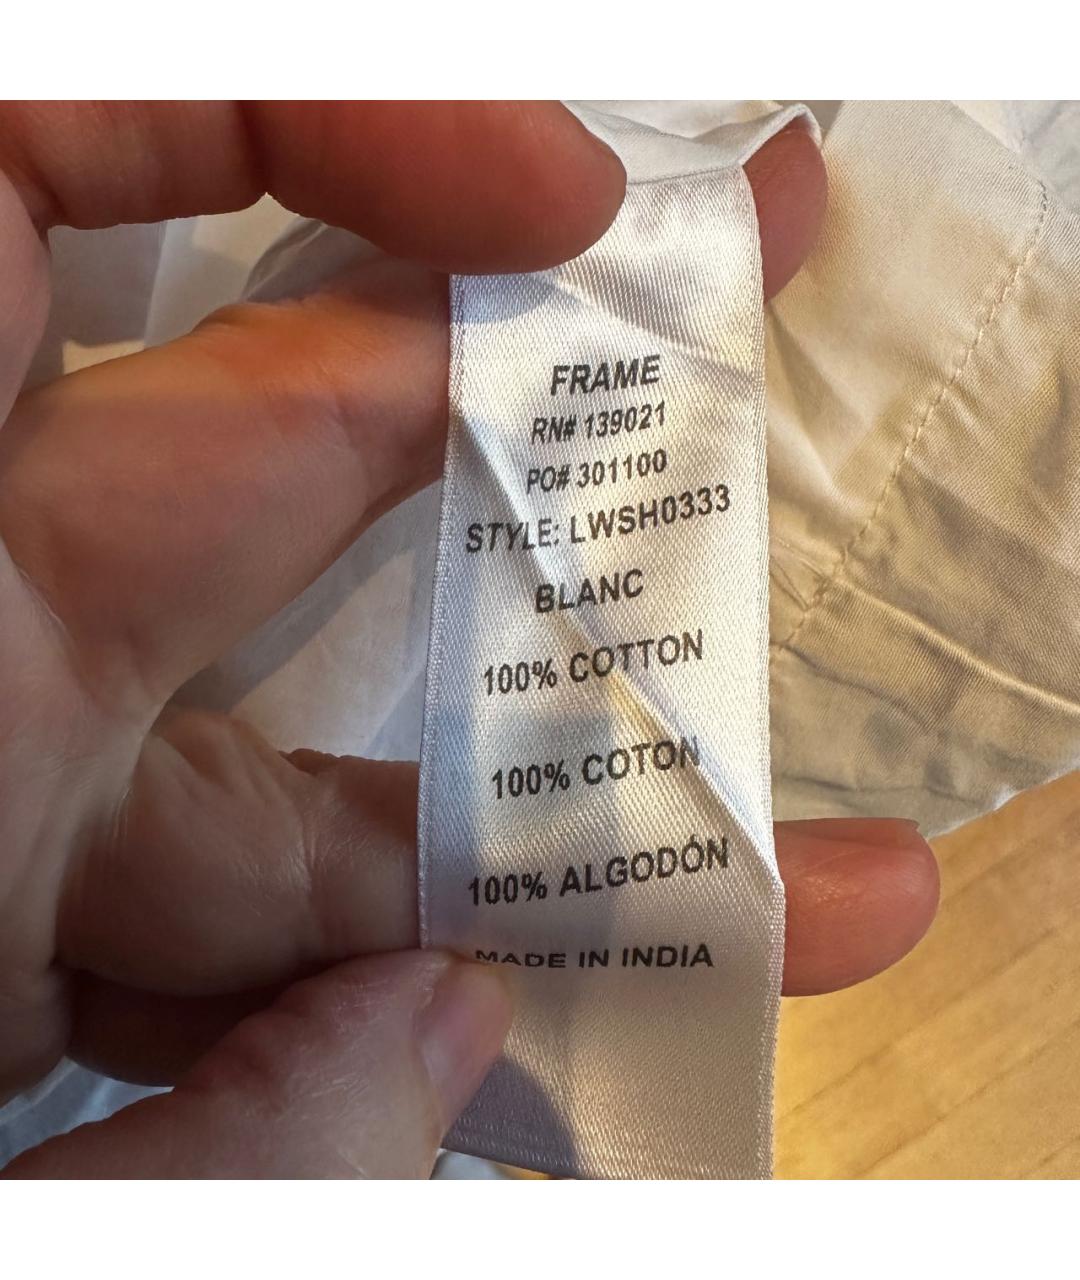 FRAME
RN# 139021
PO# 301100
STYLE: LWSH0333
BLANC
100% COTTON
100% COTON
100% ALGODÓN
MADE IN INDIA